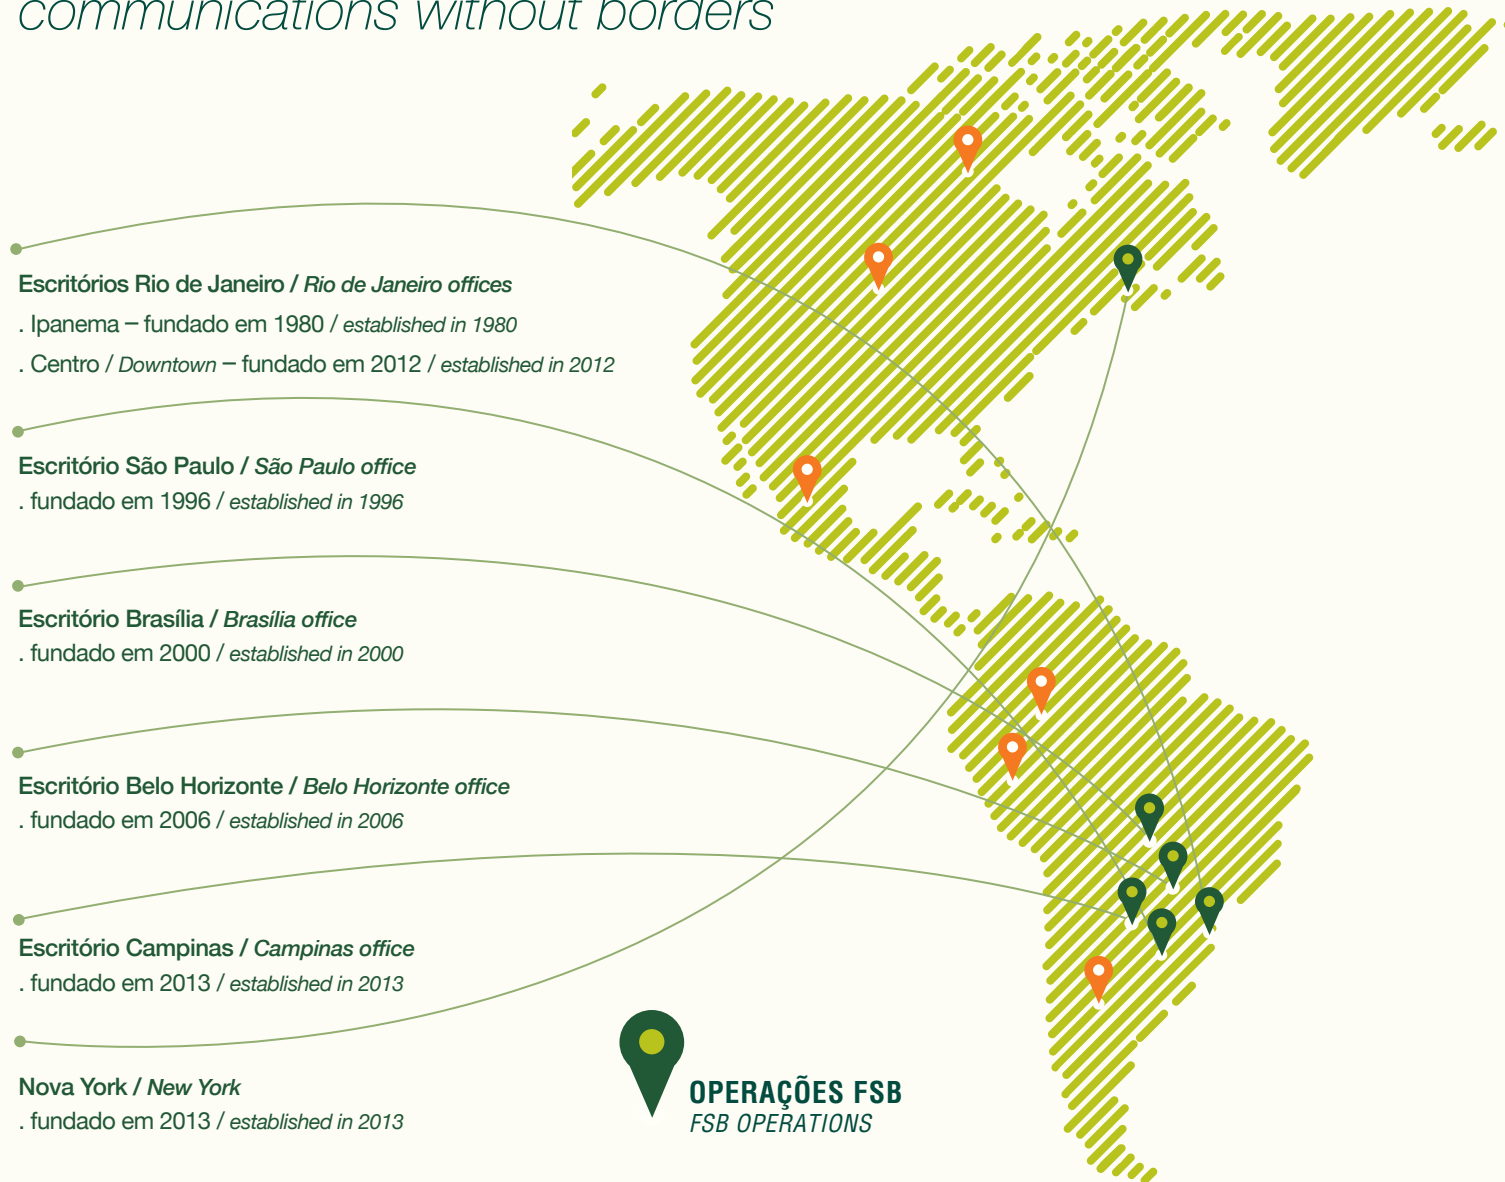 communications without borders
Escritórios Rio de Janeiro / Rio de Janeiro offices
. Ipanema – fundado em 1980 / established in 1980
. Centro / Downtown – fundado em 2012 / established in 2012
Escritório São Paulo / São Paulo office
. fundado em 1996 / established in 1996
Escritório Brasília / Brasília office
. fundado em 2000 / established in 2000
Escritório Belo Horizonte / Belo Horizonte office
. fundado em 2006 / established in 2006
Escritório Campinas / Campinas office
. fundado em 2013 / established in 2013
Nova York / New York
. fundado em 2013 / established in 2013
OPERAÇÕES FSB
FSB OPERATIONS